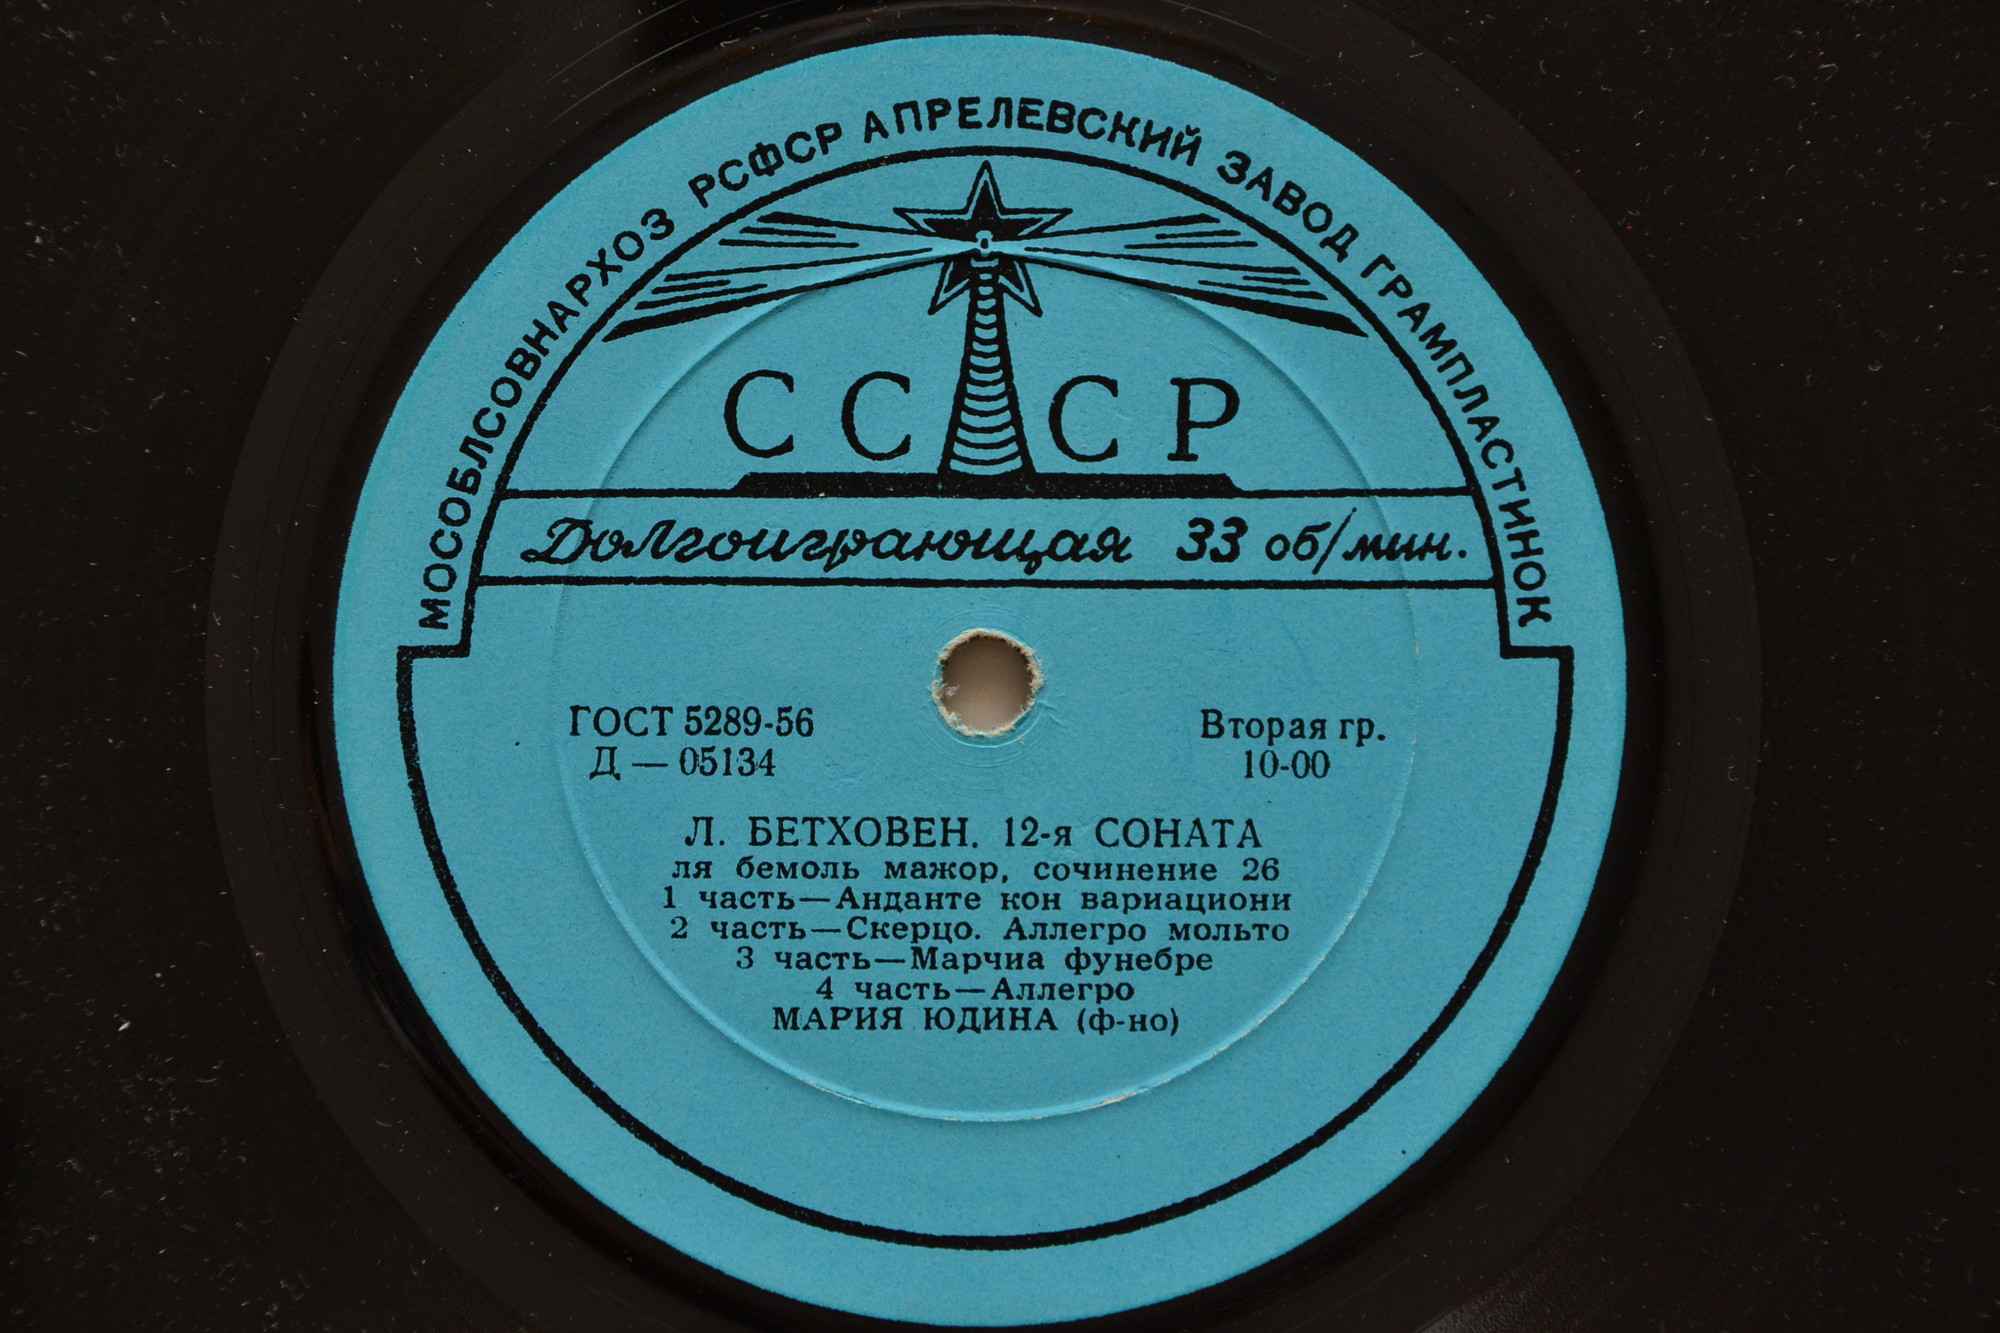 МОСОБЛСОВНАРХОЗ РСФСР АПРЕЛЕВСКИЙ ЗАВОД ГРАМПЛАСТИНОК
СССР
Долгоиграющая 33 об/мин.
ГОСТ 5289-56
Д — 05134
Вторая гр.
10-00
Л. БЕТХОВЕН. 12-я СОНАТА
ля бемоль мажор, сочинение 26
1 часть—Анданте кон вариациони
2 часть—Скерцо. Аллегро мольто
3 часть—Марчиа фунебре
4 часть—Аллегро
МАРИЯ ЮДИНА (ф-но)